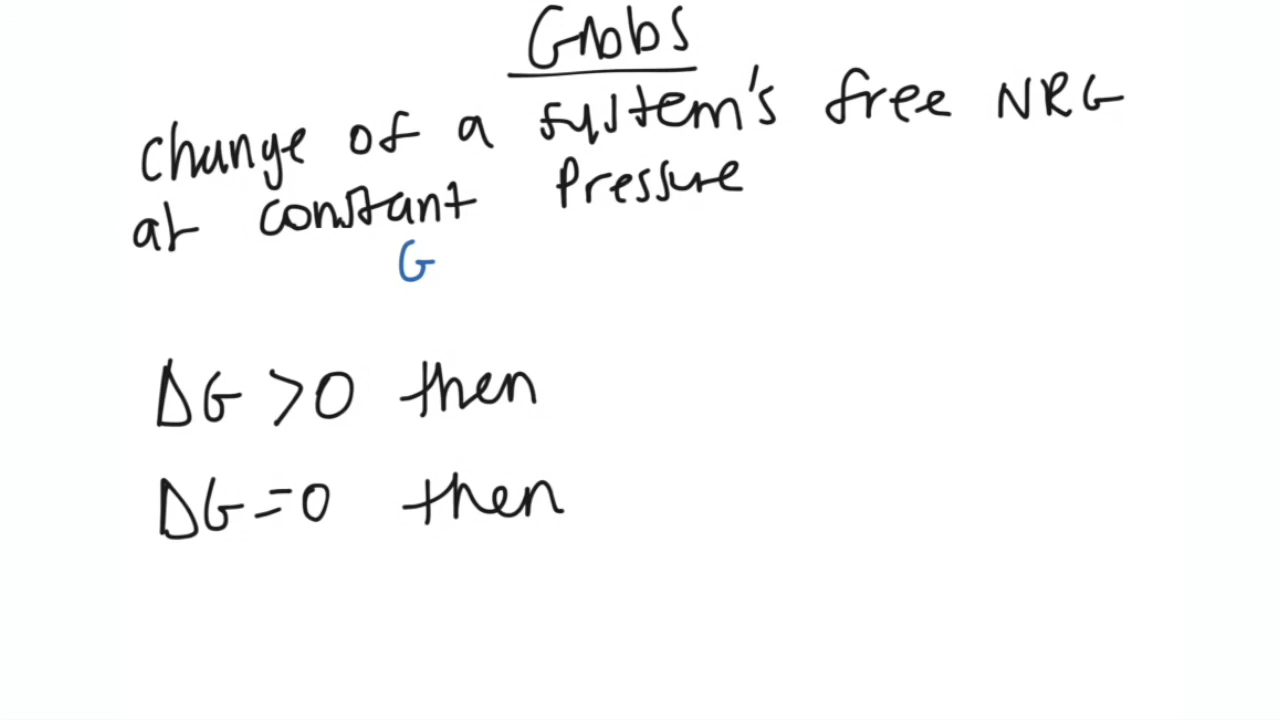 Gibbs
change of a system's free NRG
at constant Pressure
G
ΔG >0 then
ΔG=0 then